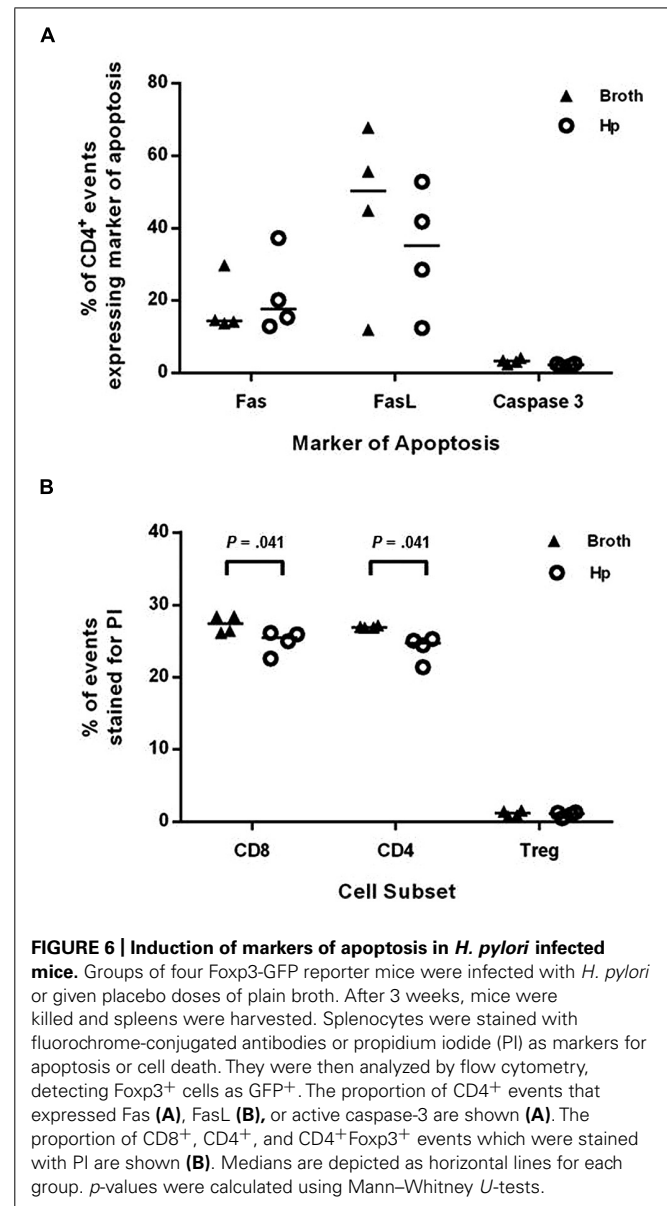 A
% of CD4+ events
expressing marker of apoptosis
80
60
40
20
0
Broth
Hp
Fas FasL Caspase 3
Marker of Apoptosis
B
% of events
stained for PI
40
30
20
10
0
P = .041 P = .041
Broth
Hp
CD8 CD4 Treg
Cell Subset
FIGURE 6 | Induction of markers of apoptosis in H. pylori infected
mice. Groups of four Foxp3-GFP reporter mice were infected with H. pylori
or given placebo doses of plain broth. After 3 weeks, mice were
killed and spleens were harvested. Splenocytes were stained with
fluorochrome-conjugated antibodies or propidium iodide (PI) as markers for
apoptosis or cell death. They were then analyzed by flow cytometry,
detecting Foxp3+ cells as GFP+. The proportion of CD4+ events that
expressed Fas (A), FasL (B), or active caspase-3 are shown (A). The
proportion of CD8+, CD4+, and CD4+Foxp3+ events which were stained
with PI are shown (B). Medians are depicted as horizontal lines for each
group. p-values were calculated using Mann–Whitney U-tests.